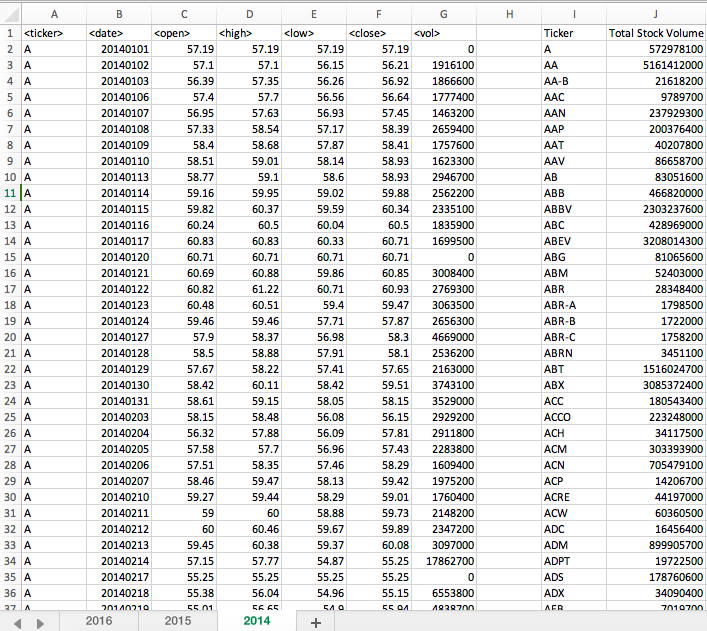 A B C D E F G H I J
1 <ticker> <date> <open> <high> <low> <close> <vol> Ticker Total Stock Volume
2 A 20140101 57.19 57.19 57.19 57.19 0 A 572978100
3 A 20140102 57.1 57.1 56.15 56.21 1916100 AA 5161412000
4 A 20140103 56.39 57.35 56.26 56.92 1866600 AA-B 21618200
5 A 20140106 57.4 57.7 56.56 56.64 1777400 AAC 9789700
6 A 20140107 56.95 57.63 56.93 57.45 1463200 AAN 237929300
7 A 20140108 57.33 58.54 57.17 58.39 2659400 AAP 200376400
8 A 20140109 58.4 58.68 57.87 58.41 1757600 AAT 40207800
9 A 20140110 58.51 59.01 58.14 58.93 1623300 AAV 86658700
10 A 20140113 58.77 59.1 58.6 58.93 2946700 AB 83051600
11 A 20140114 59.16 59.95 59.02 59.88 2562200 ABB 466820000
12 A 20140115 59.82 60.37 59.59 60.34 2335100 ABBV 2303237600
13 A 20140116 60.24 60.5 60.04 60.5 1835900 ABC 428969000
14 A 20140117 60.83 60.83 60.33 60.71 1699500 ABEV 3208014300
15 A 20140120 60.71 60.71 60.71 60.71 0 ABG 81065600
16 A 20140121 60.69 60.88 59.86 60.85 3008400 ABM 52403000
17 A 20140122 60.82 61.22 60.71 60.93 2769300 ABR 28348400
18 A 20140123 60.48 60.51 59.4 59.47 3063500 ABR-A 1798500
19 A 20140124 59.46 59.46 57.71 57.87 2656300 ABR-B 1722000
20 A 20140127 57.9 58.37 56.98 58.3 4669000 ABR-C 1758200
21 A 20140128 58.5 58.88 57.91 58.1 2536200 ABRN 3451100
22 A 20140129 57.67 58.22 57.41 57.65 2163000 ABT 1516024700
23 A 20140130 58.42 60.11 58.42 59.51 3743100 ABX 3085372400
24 A 20140131 58.61 59.15 58.05 58.15 3529000 ACC 180543400
25 A 20140203 58.15 58.48 56.08 56.15 2929200 ACCO 223248000
26 A 20140204 56.32 57.88 56.09 57.81 2911800 ACH 34117500
27 A 20140205 57.58 57.7 56.96 57.43 2283800 ACM 303393900
28 A 20140206 57.51 58.35 57.46 58.29 1609400 ACN 705479100
29 A 20140207 58.46 59.47 58.13 59.42 1975200 ACP 14206700
30 A 20140210 59.27 59.44 58.29 59.01 1760400 ACRE 44197000
31 A 20140211 59 60 58.88 59.73 2148200 ACW 60360500
32 A 20140212 60 60.46 59.67 59.89 2347200 ADC 16456400
33 A 20140213 59.45 60.38 59.37 60.08 3097000 ADM 899905700
34 A 20140214 57.15 57.77 54.87 55.25 17862700 ADPT 19722500
35 A 20140217 55.25 55.25 55.25 55.25 0 ADS 178760600
36 A 20140218 55.38 56.04 54.96 55.15 6553800 ADX 34090400
37 A 20140219 55.01 56.65 54.9 55.94 4838700 AEB 7019700
2016 2015 2014 +